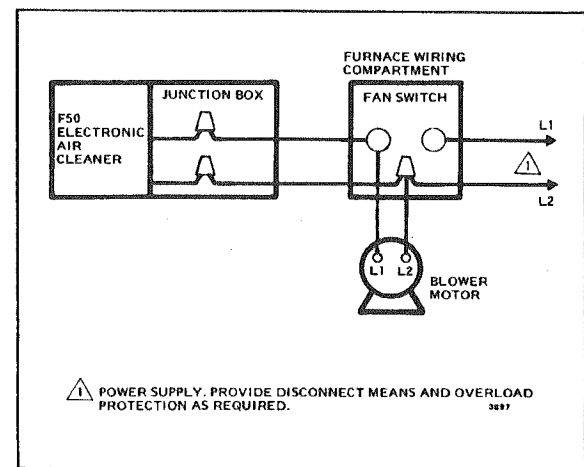 FURNACE WIRING
COMPARTMENT
JUNCTION BOX
FAN SWITCH
F50
ELECTRONIC
AIR
CLEANER
L1
1
L2
L1 L2
BLOWER
MOTOR
1 POWER SUPPLY. PROVIDE DISCONNECT MEANS AND OVERLOAD
PROTECTION AS REQUIRED.
3897